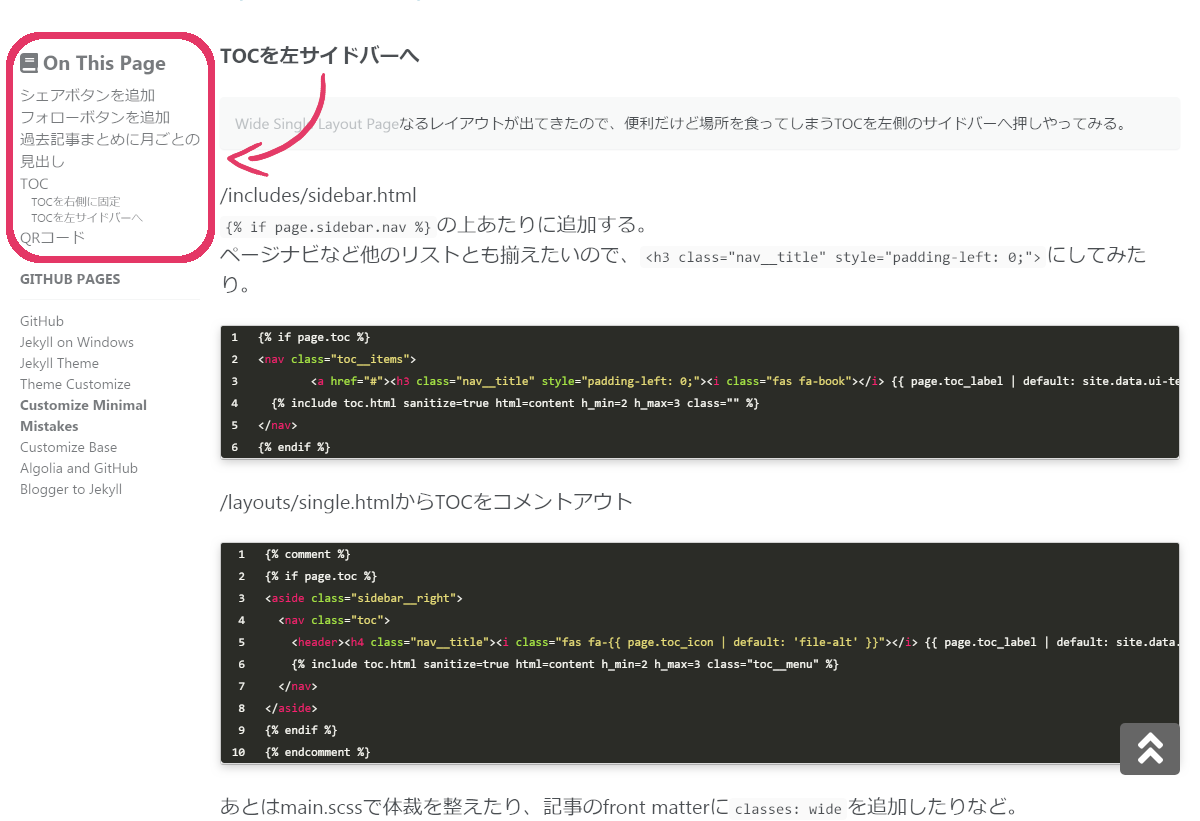 On This Page
シェアボタンを追加
フォローボタンを追加
過去記事まとめに月ごとの
見出し
TOC
TOCを右側に固定
TOCを左サイドバーへ
QRコード
GITHUB PAGES
GitHub
Jekyll on Windows
Jekyll Theme
Theme Customize
Customize Minimal
Mistakes
Customize Base
Algolia and GitHub
Blogger to Jekyll
TOCを左サイドバーへ
Wide Single Layout Pageなるレイアウトが出てきたので、便利だけど場所を食ってしまうTOCを左側のサイドバーへ押しやってみる。
/includes/sidebar.html
{% if page.sidebar.nav %} の上あたりに追加する。
ページナビなど他のリストとも揃えたいので、 <h3 class="nav__title" style="padding-left: 0;"> にしてみた
り。
1 {% if page.toc %}
2 <nav class="toc__items">
3 <a href="#"><h3 class="nav__title" style="padding-left: 0;"><i class="fas fa-book"></i> {{ page.toc_label | default: site.data.ui-te
4 {% include toc.html sanitize=true html=content h_min=2 h_max=3 class="" %}
5 </nav>
6 {% endif %}
/layouts/single.htmlからTOCをコメントアウト
1 {% comment %}
2 {% if page.toc %}
3 <aside class="sidebar__right">
4 <nav class="toc">
5 <header><h4 class="nav__title"><i class="fas fa-{{ page.toc_icon | default: 'file-alt' }}"></i> {{ page.toc_label | default: site.data.
6 {% include toc.html sanitize=true html=content h_min=2 h_max=3 class="toc__menu" %}
7 </nav>
8 </aside>
9 {% endif %}
10 {% endcomment %}
あとはmain.scssで体裁を整えたり、記事のfront matterに classes: wide を追加したりなど。